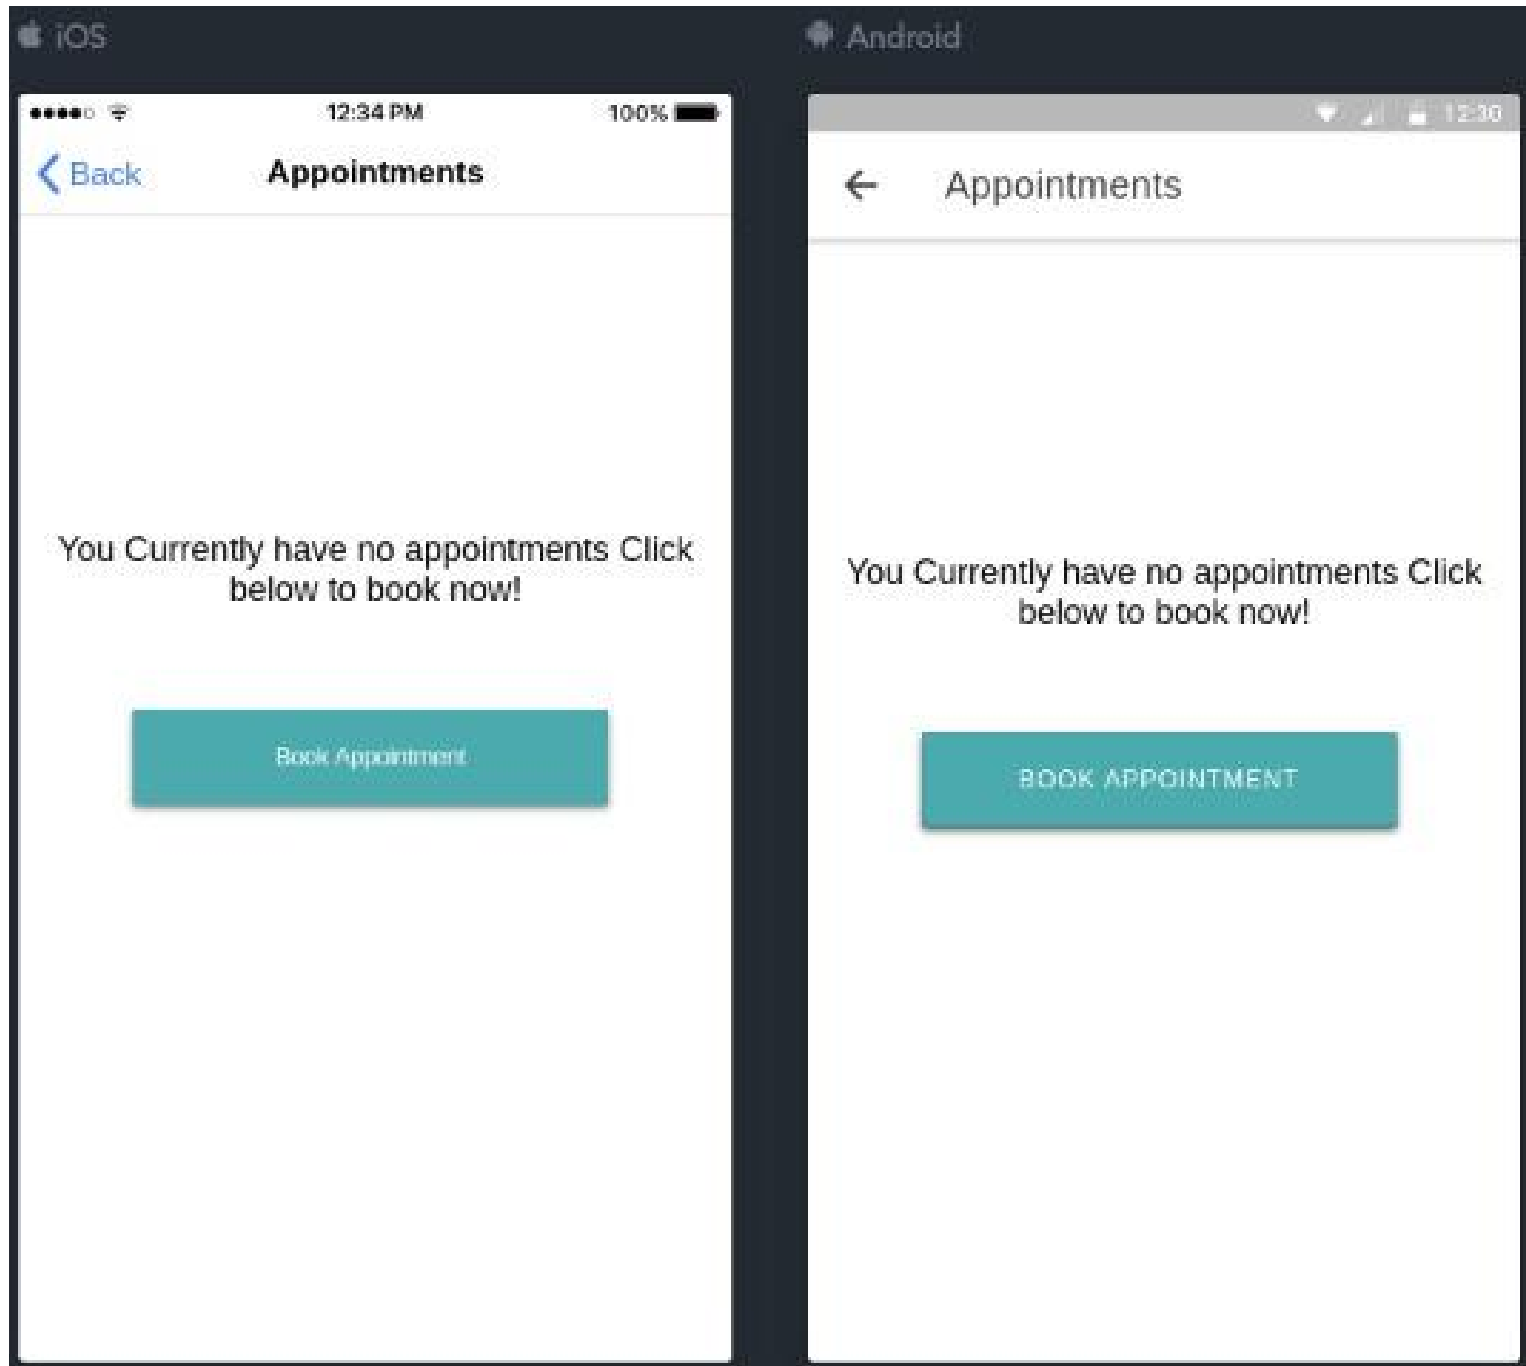 iOS
12:34 PM 100%
Back Appointments
You Currently have no appointments Click
below to book now!
Book Appointment
Android
12:30
Appointments
You Currently have no appointments Click
below to book now!
BOOK APPOINTMENT